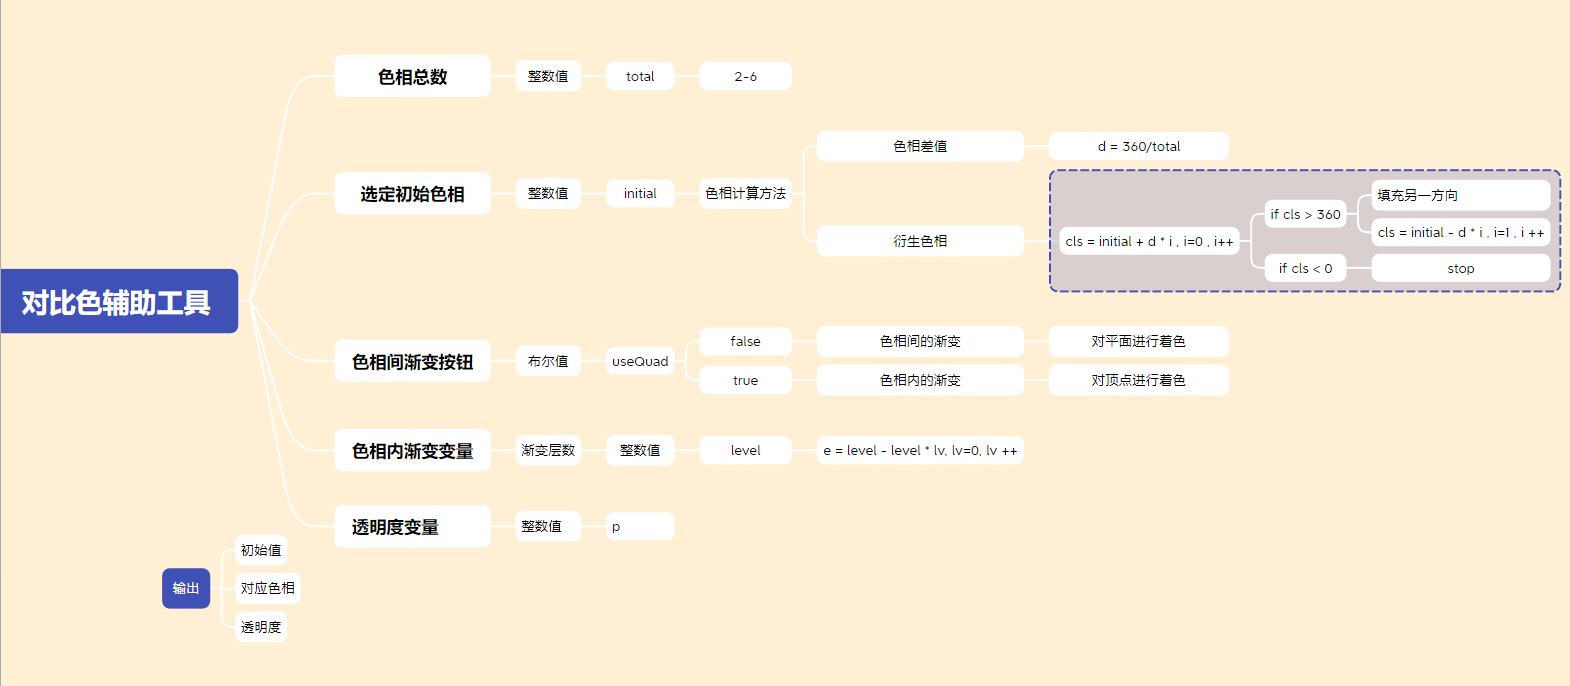 对比色辅助工具
色相总数
整数值
total
2-6
选定初始色相
整数值
initial
色相计算方法
色相差值
d = 360/total
衍生色相
cls = initial + d * i , i=0 , i++
if cls > 360
填充另一方向
cls = initial - d * i , i=1 , i ++
if cls < 0
stop
色相间渐变按钮
布尔值
useQuad
false
色相间的渐变
对平面进行着色
true
色相内的渐变
对顶点进行着色
色相内渐变变量
渐变层数
整数值
level
e = level - level * lv, lv=0, lv ++
透明度变量
整数值
p
输出
初始值
对应色相
透明度